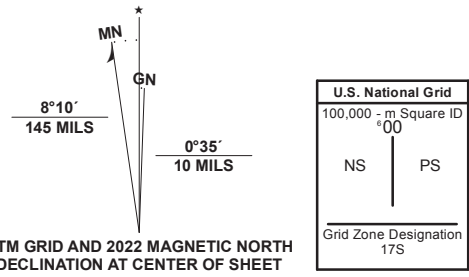 ★
MN
GN
8°10´
145 MILS
0°35´
10 MILS
TM GRID AND 2022 MAGNETIC NORTH
DECLINATION AT CENTER OF SHEET
U.S. National Grid
100,000 - m Square ID
⁶00
NS
PS
Grid Zone Designation
17S